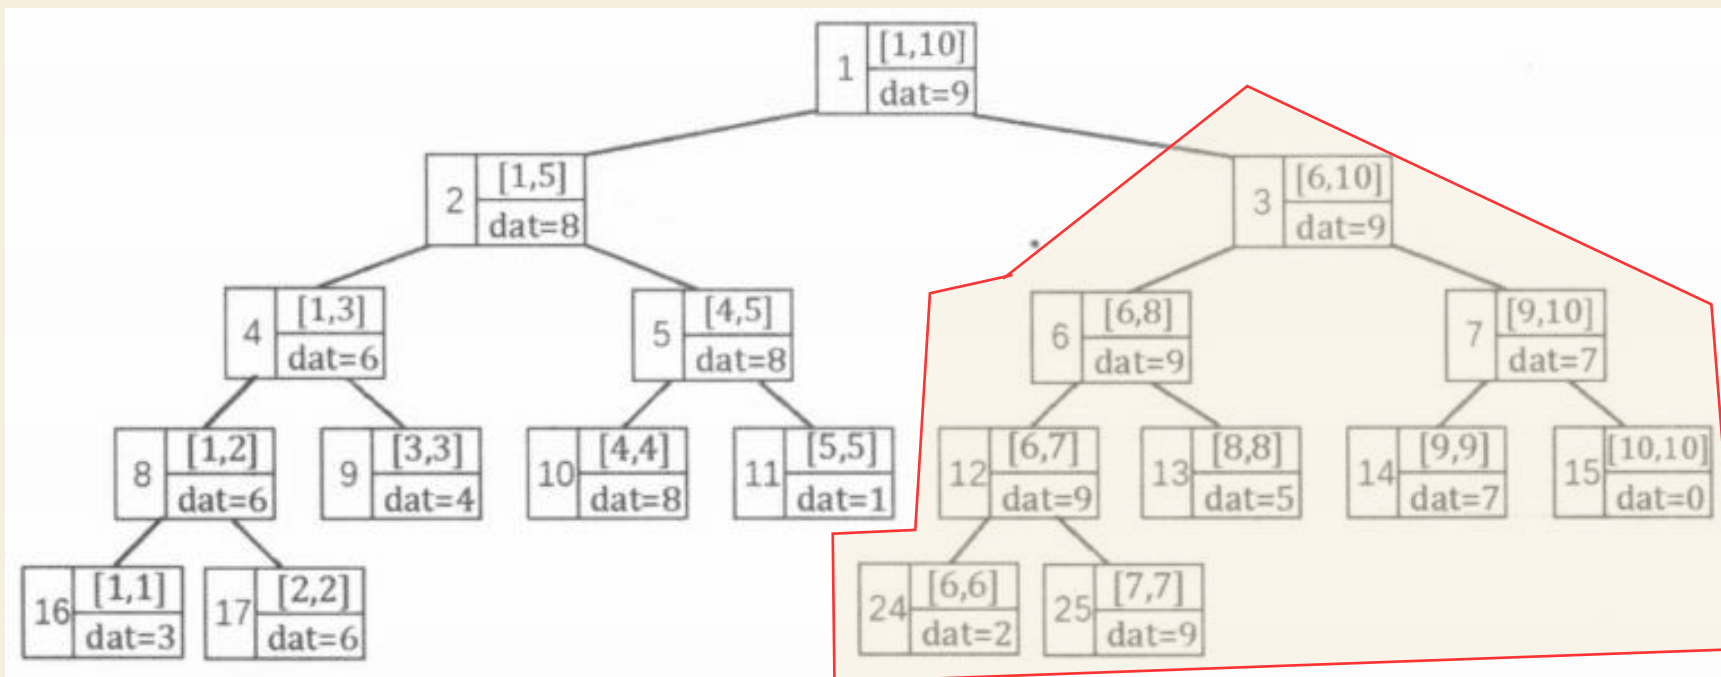 1 [1,10]
dat=9
2 [1,5]
dat=8
3 [6,10]
dat=9
4 [1,3]
dat=6
5 [4,5]
dat=8
6 [6,8]
dat=9
7 [9,10]
dat=7
8 [1,2]
dat=6
9 [3,3]
dat=4
10 [4,4]
dat=8
11 [5,5]
dat=1
12 [6,7]
dat=9
13 [8,8]
dat=5
14 [9,9]
dat=7
15 [10,10]
dat=0
16 [1,1]
dat=3
17 [2,2]
dat=6
24 [6,6]
dat=2
25 [7,7]
dat=9